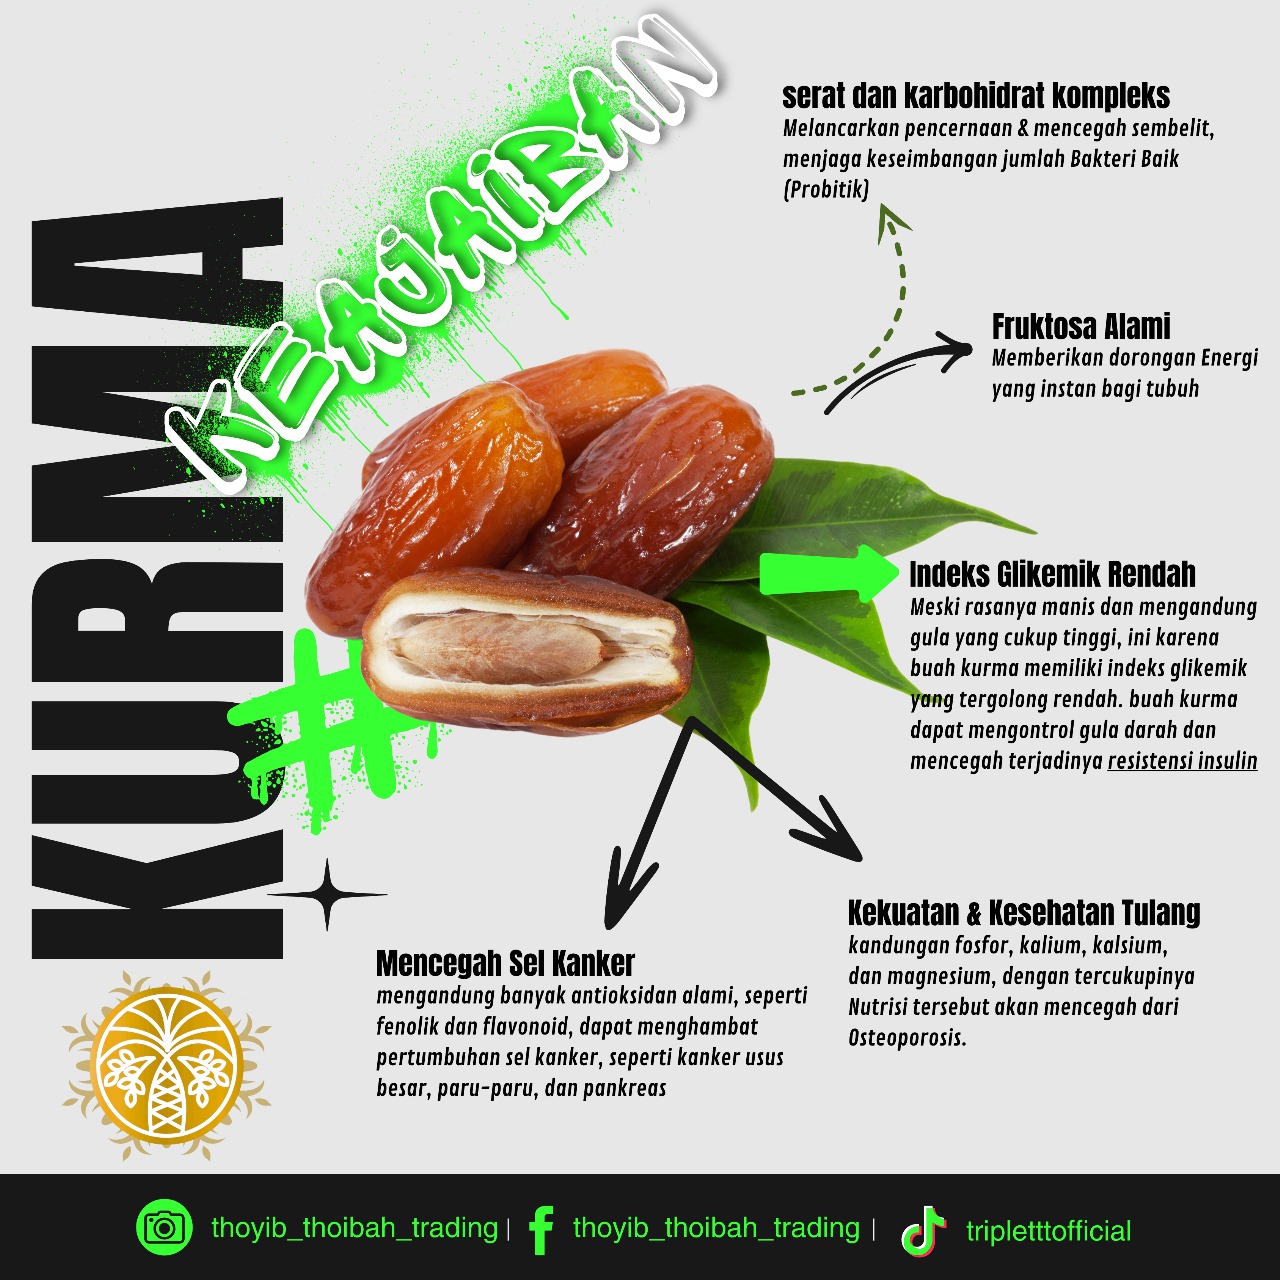 KEAJAIBAN
KURMA
#
serat dan karbohidrat kompleks
Melancarkan pencernaan & mencegah sembelit,
menjaga keseimbangan jumlah Bakteri Baik
(Probitik)
Fruktosa Alami
Memberikan dorongan Energi
yang instan bagi tubuh
Indeks Glikemik Rendah
Meski rasanya manis dan mengandung
gula yang cukup tinggi, ini karena
buah kurma memiliki indeks glikemik
yang tergolong rendah. buah kurma
dapat mengontrol gula darah dan
mencegah terjadinya resistensi insulin
Kekuatan & Kesehatan Tulang
kandungan fosfor, kalium, kalsium,
dan magnesium, dengan tercukupinya
Nutrisi tersebut akan mencegah dari
Osteoporosis.
Mencegah Sel Kanker
mengandung banyak antioksidan alami, seperti
fenolik dan flavonoid, dapat menghambat
pertumbuhan sel kanker, seperti kanker usus
besar, paru-paru, dan pankreas
thoyib_thoibah_trading | thoyib_thoibah_trading | tripletttofficial